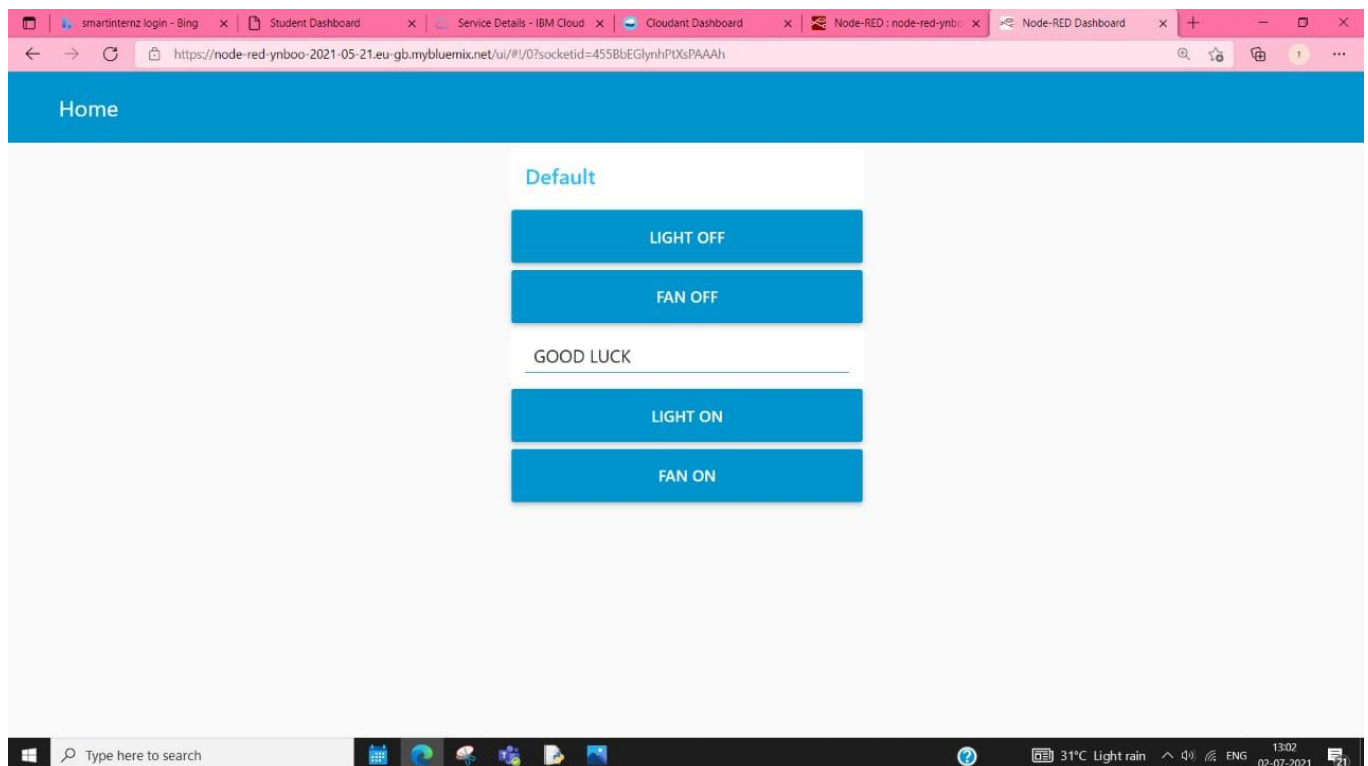 smartinternz login - Bing
Student Dashboard
Service Details - IBM Cloud
Cloudant Dashboard
Node-RED : node-red-ynbo
Node-RED Dashboard
https://node-red-ynboo-2021-05-21.eu-gb.mybluemix.net/ui/#!/0?socketid=455BbEGlynhPtXsPAAAh
Home
Default
LIGHT OFF
FAN OFF
GOOD LUCK
LIGHT ON
FAN ON
Type here to search
31°C Light rain
ENG
13:02
02-07-2021
21